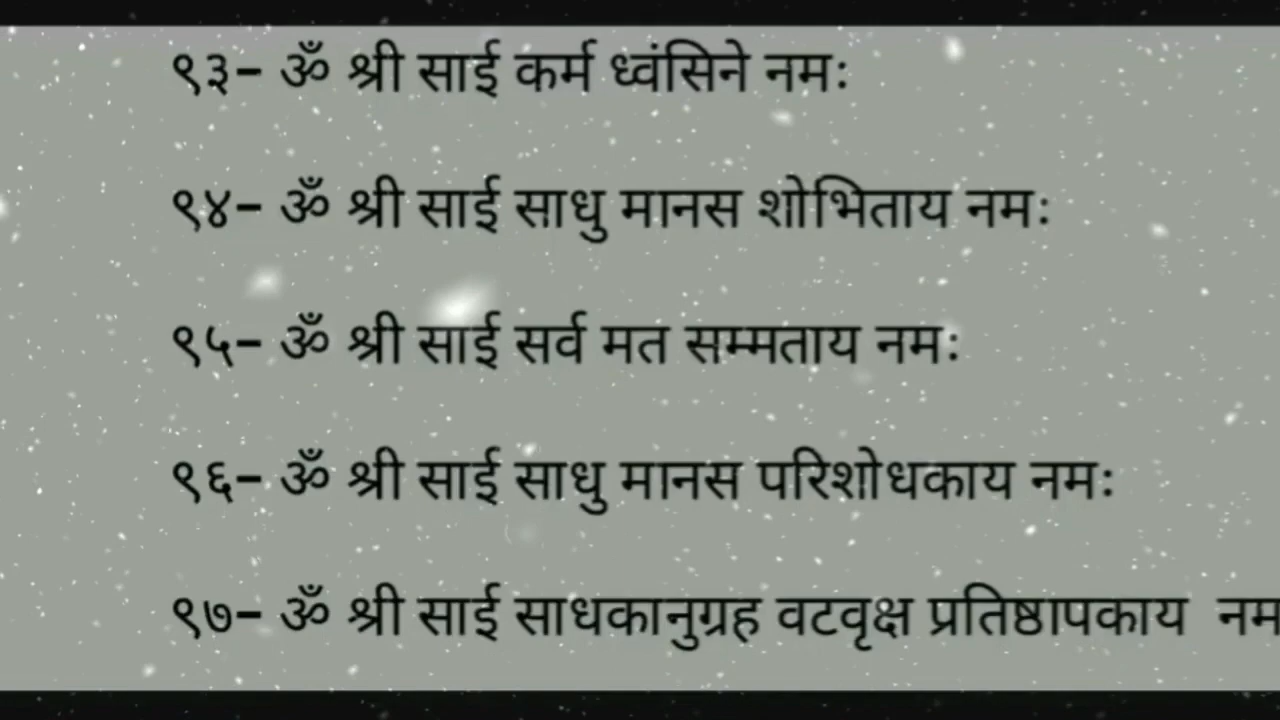 ९३– ॐ श्री साई कर्म ध्वंसिने नमः
९४– ॐ श्री साई साधु मानस शोभिताय नमः
९५– ॐ श्री साई सर्व मत सम्मताय नमः
९६– ॐ श्री साई साधु मानस परिशोधकाय नमः
९७– ॐ श्री साई साधकानुग्रह वटवृक्ष प्रतिष्ठापकाय नम